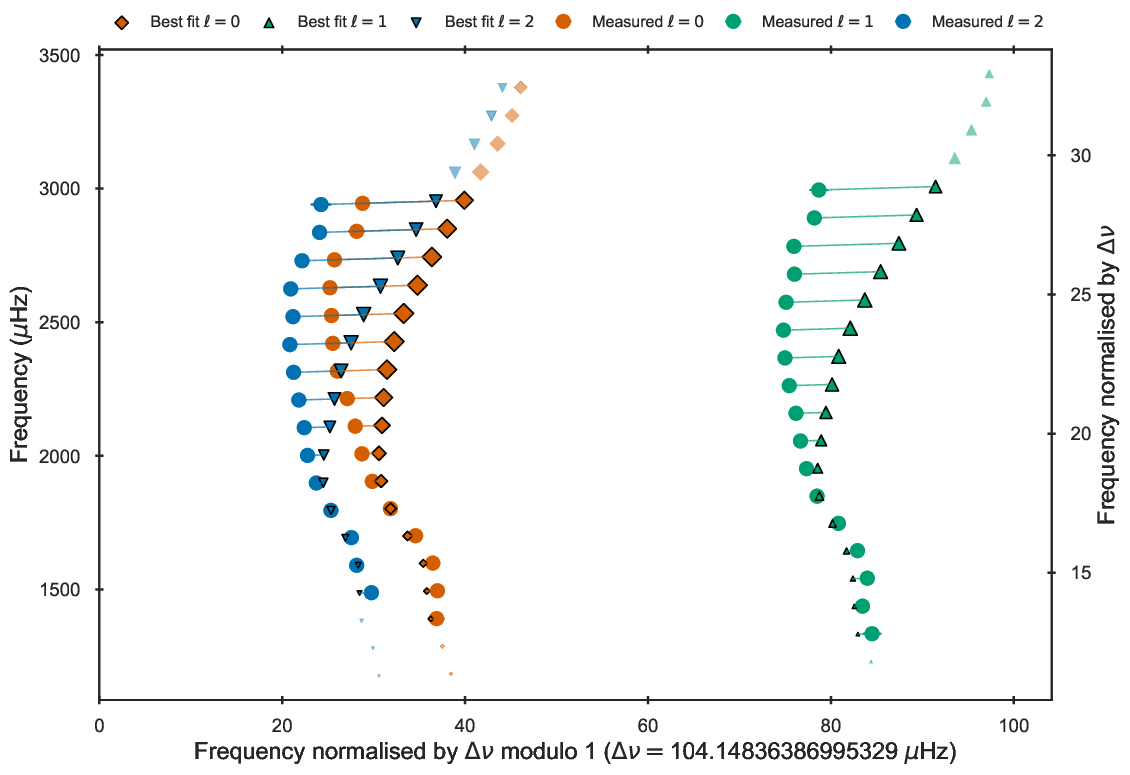 Best fit ℓ = 0 Best fit ℓ = 1 Best fit ℓ = 2 Measured ℓ = 0 Measured ℓ = 1 Measured ℓ = 2
3500
3000
2500
2000
1500
Frequency (μHz)
30
25
20
15
Frequency normalised by Δν
0 20 40 60 80 100
Frequency normalised by Δν modulo 1 (Δν = 104.14836386995329 μHz)